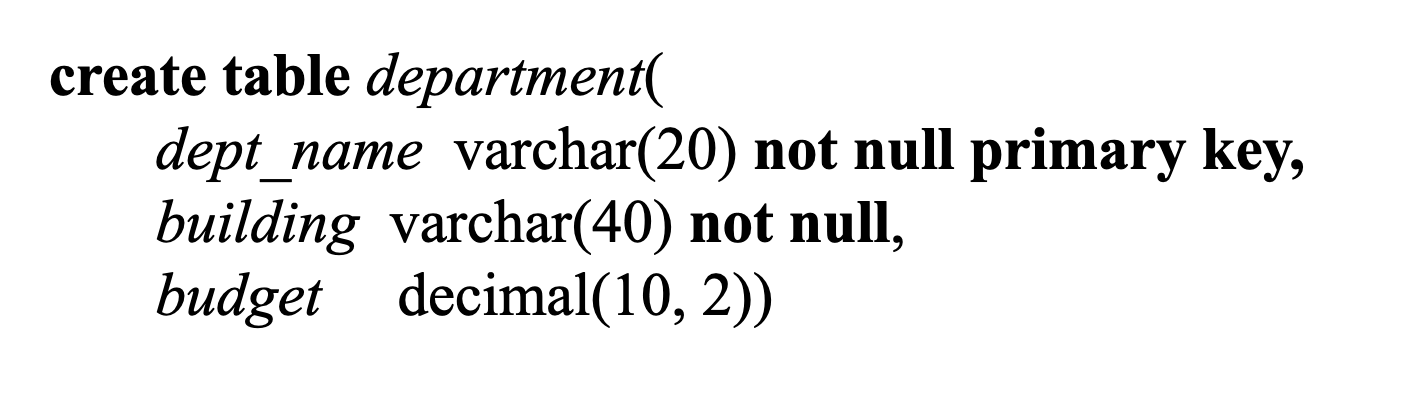 create table department(
dept_name varchar(20) not null primary key,
building varchar(40) not null,
budget decimal(10, 2))